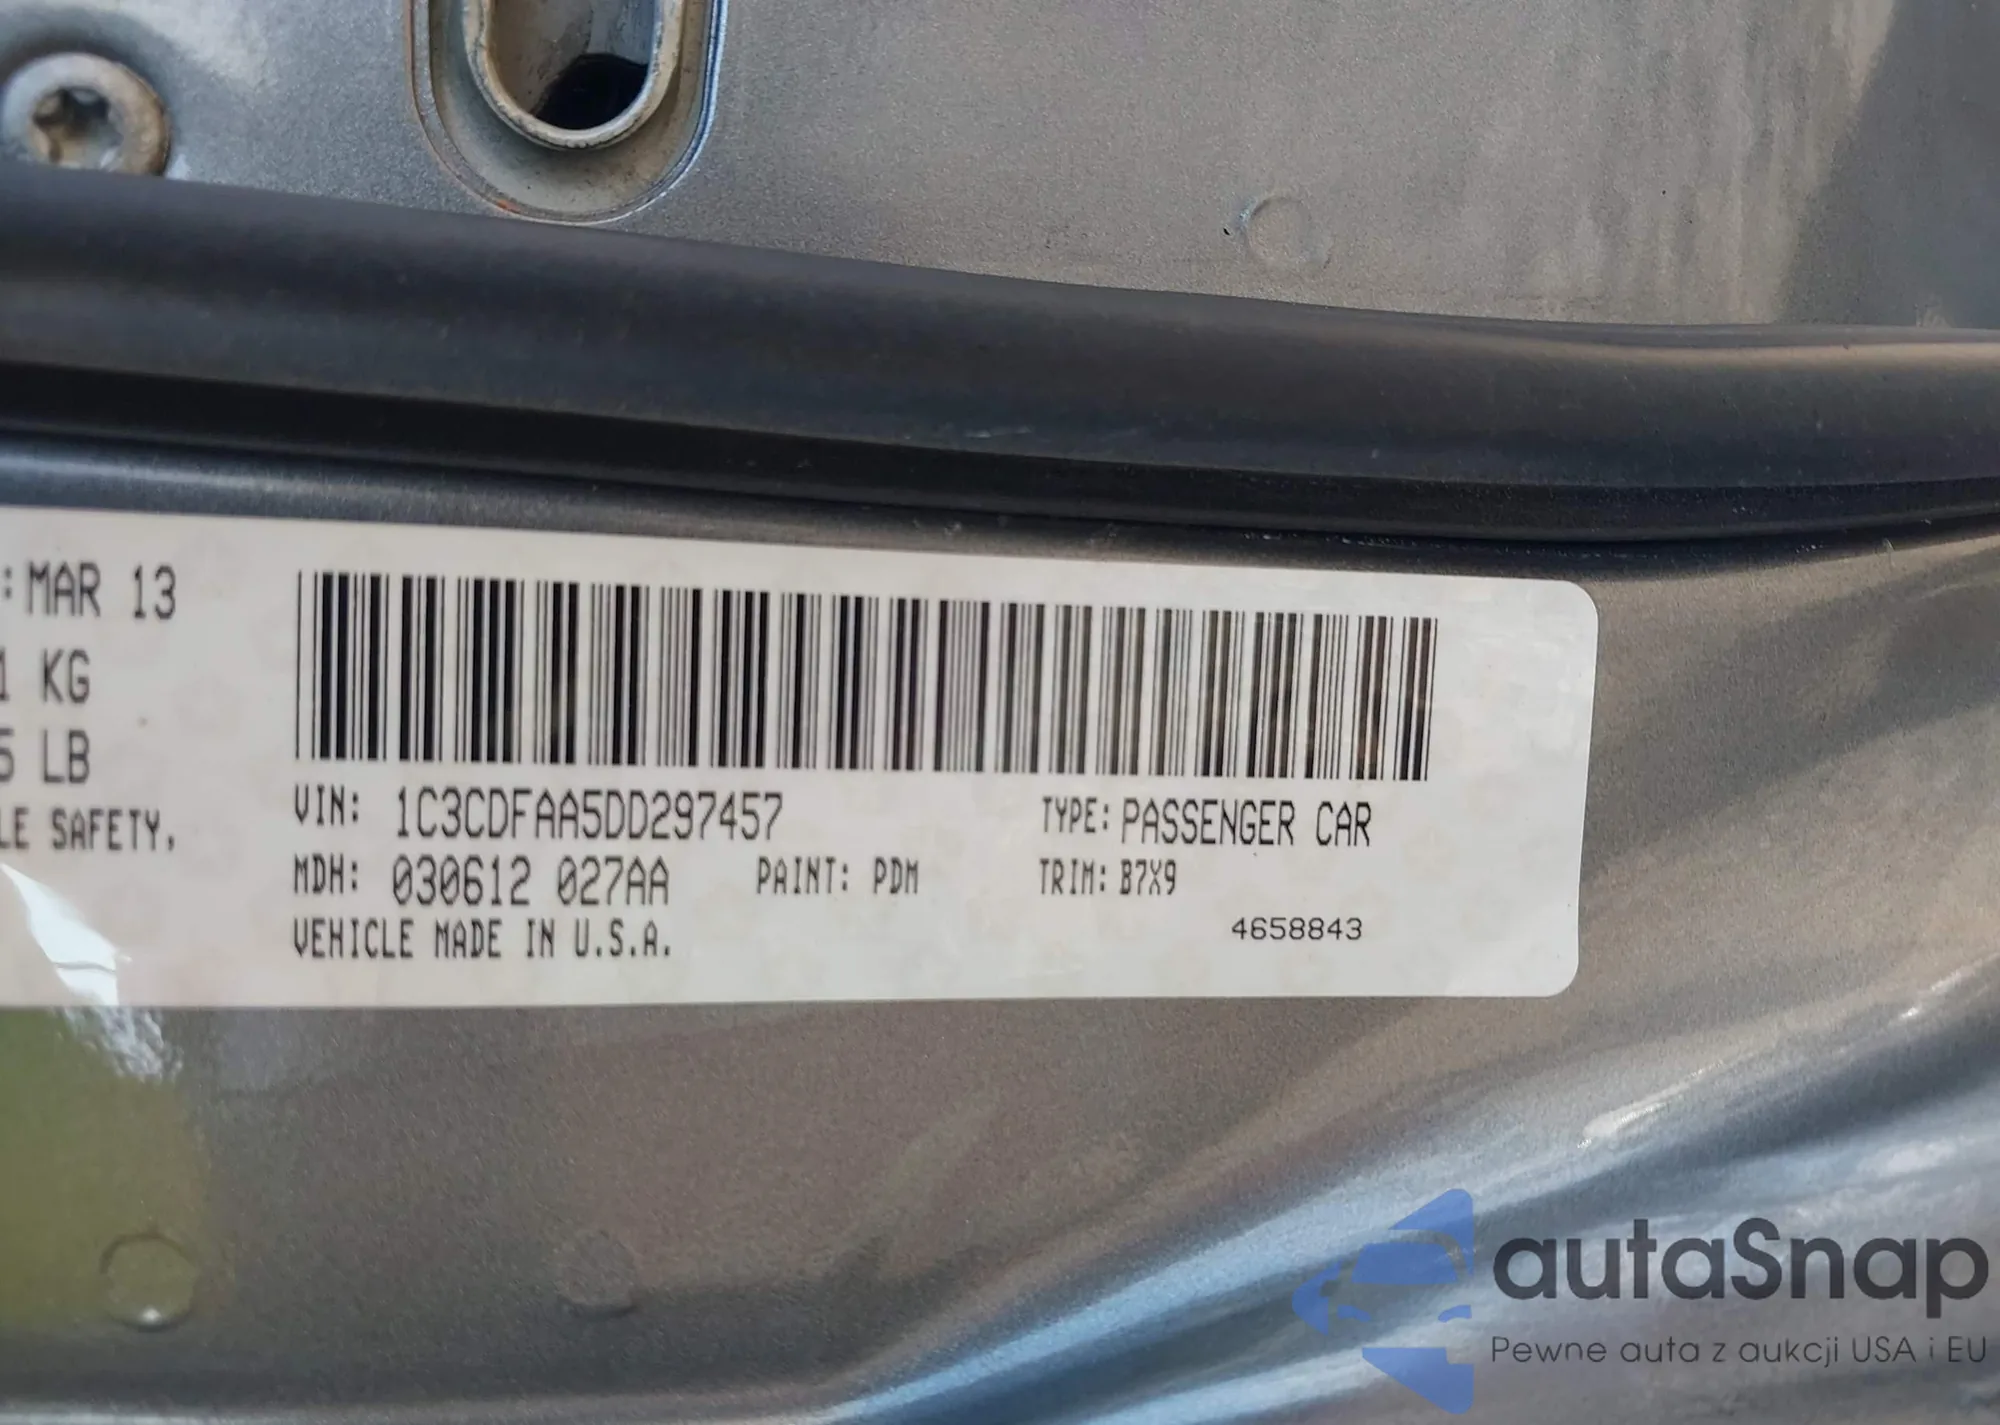 : MAR 13
1 KG
5 LB
LE SAFETY,
VIN: 1C3CDFAA5DD297457
TYPE: PASSENGER CAR
MDH: 030612 027AA
PAINT: PDM
TRIM: B7X9
VEHICLE MADE IN U.S.A.
4658843
autaSnap
Pewne auta z aukcji USA i EU